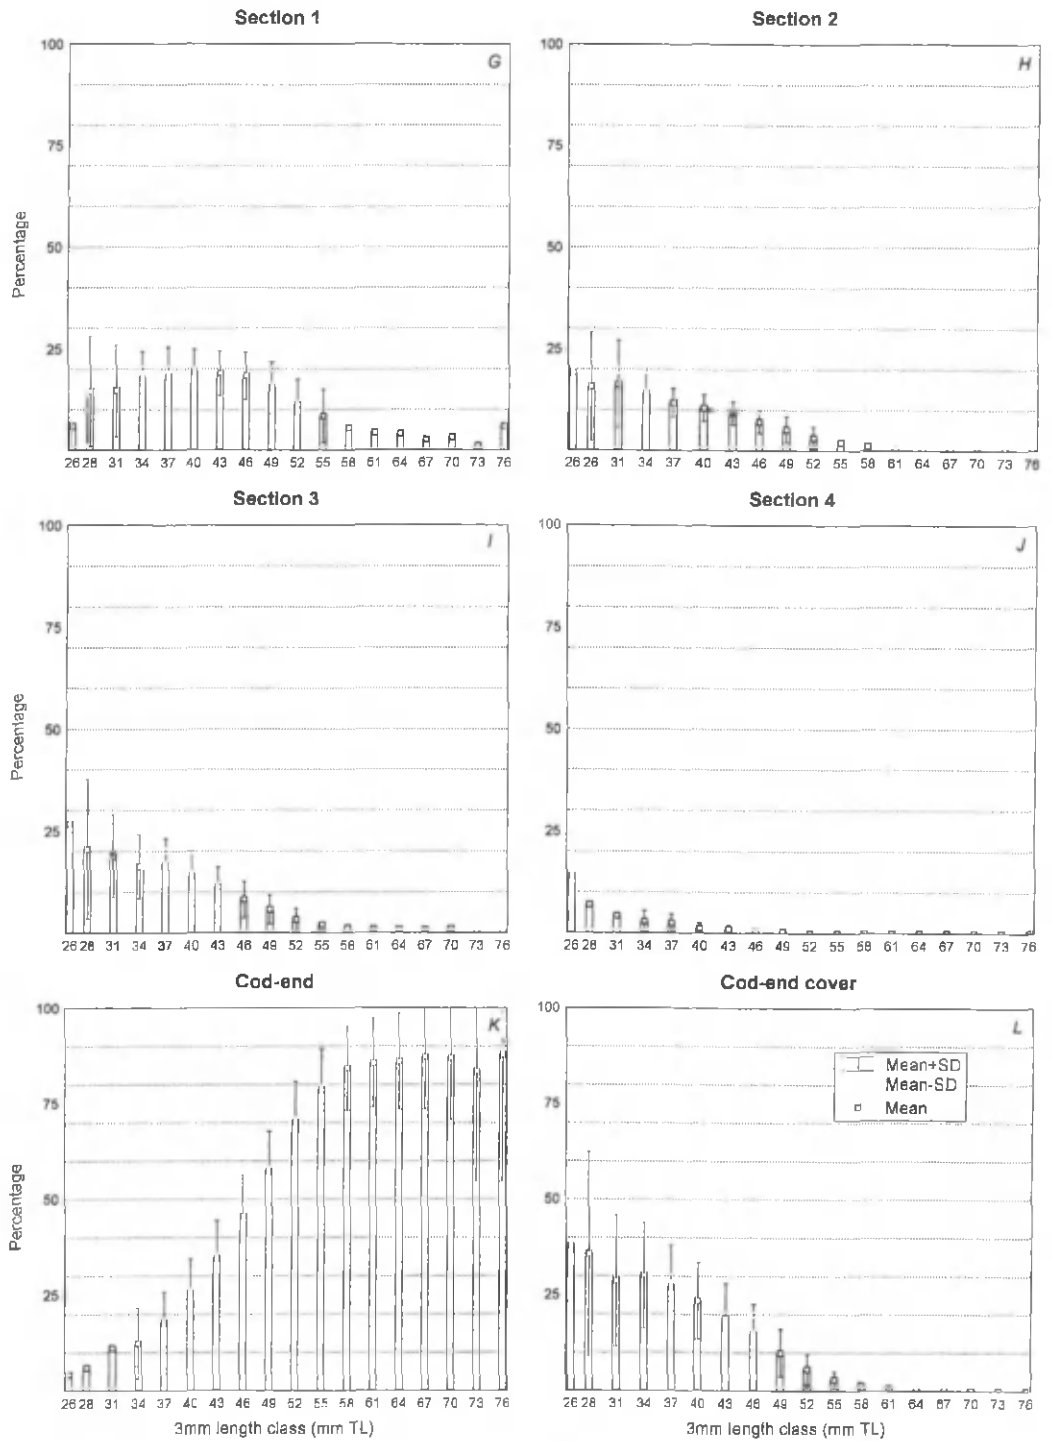 Section 1
Section 2
100
G
100
H
75
75
Percentage
50
50
25
25
26 28 31 34 37 40 43 46 49 52 55 58 61 64 67 70 73 76
26 26 31 34 37 40 43 46 49 52 55 58 61 64 67 70 73 76
Section 3
Section 4
100
I
100
J
75
75
Percentage
50
50
25
25
26 28 31 34 37 40 43 46 49 52 55 58 61 64 67 70 73 76
26 28 31 34 37 40 43 46 49 52 55 58 61 64 67 70 73 76
Cod-end
Cod-end cover
100
K
100
L
Mean+SD
Mean-SD
Mean
75
75
Percentage
50
50
25
25
26 28 31 34 37 40 43 46 49 52 55 58 61 64 67 70 73 76
26 28 31 34 37 40 43 46 49 52 55 58 61 64 67 70 73 76
3mm length class (mm TL)
3mm length class (mm TL)